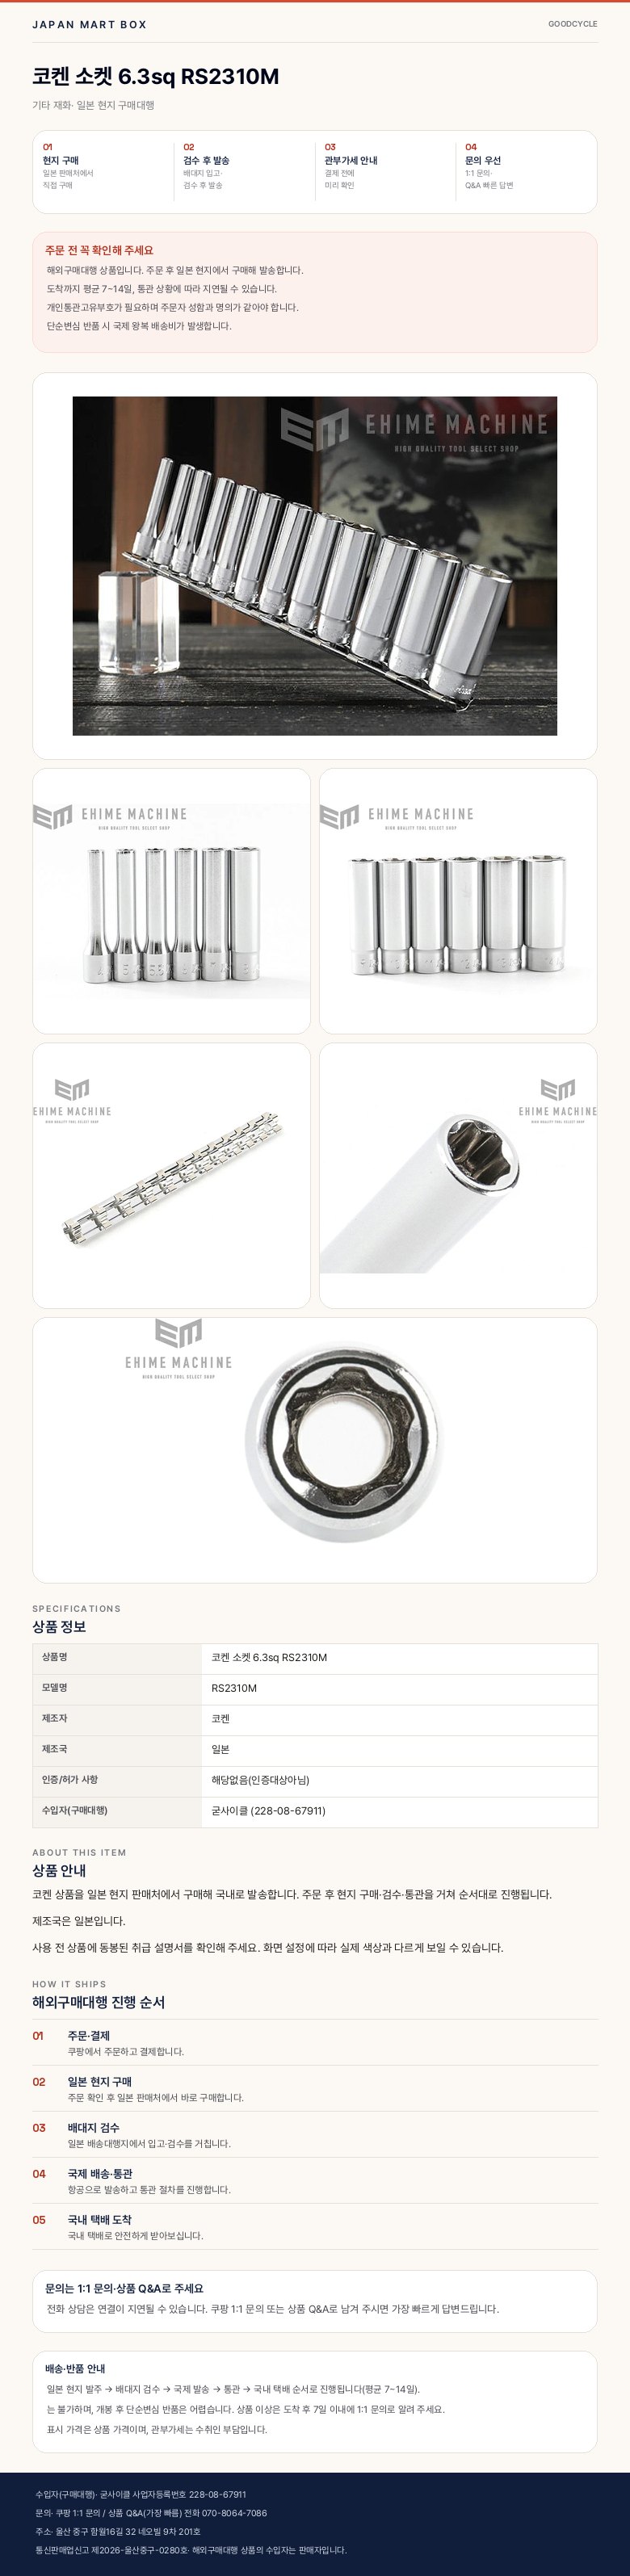 JAPAN MART BOX
GOODCYCLE
코켄 소켓 6.3sq RS2310M
기타 재화· 일본 현지 구매대행
01
현지 구매
일본 판매처에서
직접 구매
02
검수 후 발송
배대지 입고·
검수 후 발송
03
관부가세 안내
결제 전에
미리 확인
04
문의 우선
1:1 문의·
Q&A 빠른 답변
주문 전 꼭 확인해 주세요
해외구매대행 상품입니다. 주문 후 일본 현지에서 구매해 발송합니다.
도착까지 평균 7~14일, 통관 상황에 따라 지연될 수 있습니다.
개인통관고유부호가 필요하며 주문자 성함과 명의가 같아야 합니다.
단순변심 반품 시 국제 왕복 배송비가 발생합니다.
EHIME MACHINE
HIGH QUALITY TOOL SELECT SHOP
EHIME MACHINE
HIGH QUALITY TOOL SELECT SHOP
EHIME MACHINE
HIGH QUALITY TOOL SELECT SHOP
EHIME MACHINE
HIGH QUALITY TOOL SELECT SHOP
EHIME MACHINE
HIGH QUALITY TOOL SELECT SHOP
EHIME MACHINE
HIGH QUALITY TOOL SELECT SHOP
SPECIFICATIONS
상품 정보
상품명 코켄 소켓 6.3sq RS2310M
모델명 RS2310M
제조자 코켄
제조국 일본
인증/허가 사항 해당없음(인증대상아님)
수입자(구매대행) 굳사이클 (228-08-67911)
ABOUT THIS ITEM
상품 안내
코켄 상품을 일본 현지 판매처에서 구매해 국내로 발송합니다. 주문 후 현지 구매·검수·통관을 거쳐 순서대로 진행됩니다.
제조국은 일본입니다.
사용 전 상품에 동봉된 취급 설명서를 확인해 주세요. 화면 설정에 따라 실제 색상과 다르게 보일 수 있습니다.
HOW IT SHIPS
해외구매대행 진행 순서
01 주문·결제
쿠팡에서 주문하고 결제합니다.
02 일본 현지 구매
주문 확인 후 일본 판매처에서 바로 구매합니다.
03 배대지 검수
일본 배송대행지에서 입고·검수를 거칩니다.
04 국제 배송·통관
항공으로 발송하고 통관 절차를 진행합니다.
05 국내 택배 도착
국내 택배로 안전하게 받아보십니다.
문의는 1:1 문의·상품 Q&A로 주세요
전화 상담은 연결이 지연될 수 있습니다. 쿠팡 1:1 문의 또는 상품 Q&A로 남겨 주시면 가장 빠르게 답변드립니다.
배송·반품 안내
일본 현지 발주 → 배대지 검수 → 국제 발송 → 통관 → 국내 택배 순서로 진행됩니다(평균 7~14일).
는 불가하며, 개봉 후 단순변심 반품은 어렵습니다. 상품 이상은 도착 후 7일 이내에 1:1 문의로 알려 주세요.
표시 가격은 상품 가격이며, 관부가세는 수취인 부담입니다.
수입자(구매대행)· 굳사이클 사업자등록번호 228-08-67911
문의· 쿠팡 1:1 문의 / 상품 Q&A(가장 빠름) 전화 070-8064-7086
주소· 울산 중구 함월16길 32 네오빌 9차 201호
통신판매업신고 제2026-울산중구-0280호· 해외구매대행 상품의 수입자는 판매자입니다.